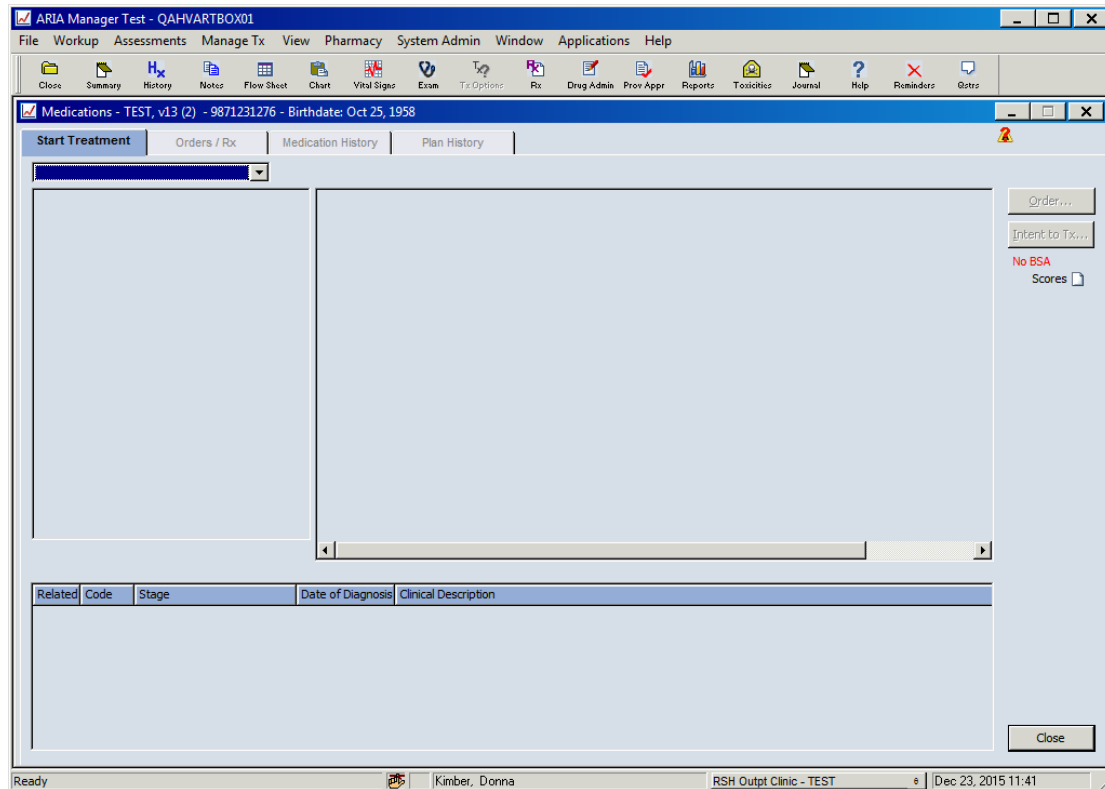 ARIA Manager Test - QAHVARTBOX01
File Workup Assessments Manage Tx View Pharmacy System Admin Window Applications Help
Close Summary History Notes Flow Sheet Chart Vital Signs Exam Tx Options Rx Drug Admin Prov Appr Reports Toxicities Journal Help Reminders Qstrs
Medications - TEST, v13 (2) - 9871231276 - Birthdate: Oct 25, 1958
Start Treatment Orders / Rx Medication History Plan History
Order...
Intent to Tx...
No BSA
Scores
Related Code Stage Date of Diagnosis Clinical Description
Close
Ready Kimber, Donna RSH Outpt Clinic - TEST Dec 23, 2015 11:41